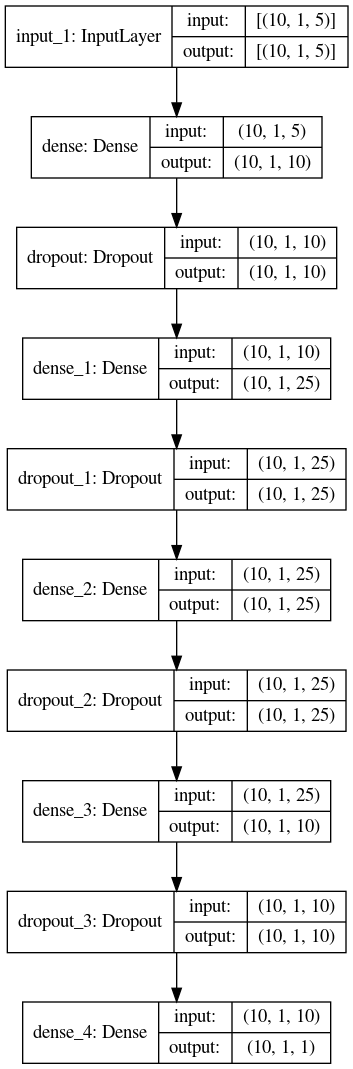 input_1: InputLayer
input: [(10, 1, 5)]
output: [(10, 1, 5)]
dense: Dense
input: (10, 1, 5)
output: (10, 1, 10)
dropout: Dropout
input: (10, 1, 10)
output: (10, 1, 10)
dense_1: Dense
input: (10, 1, 10)
output: (10, 1, 25)
dropout_1: Dropout
input: (10, 1, 25)
output: (10, 1, 25)
dense_2: Dense
input: (10, 1, 25)
output: (10, 1, 25)
dropout_2: Dropout
input: (10, 1, 25)
output: (10, 1, 25)
dense_3: Dense
input: (10, 1, 25)
output: (10, 1, 10)
dropout_3: Dropout
input: (10, 1, 10)
output: (10, 1, 10)
dense_4: Dense
input: (10, 1, 10)
output: (10, 1, 1)